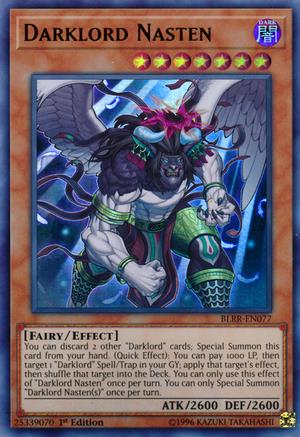 Darklord Nasten
DARK
闇
BLRR-EN077
[Fairy/Effect]
You can discard 2 other "Darklord" cards; Special Summon this
card from your hand. (Quick Effect): You can pay 1000 LP, then
target 1 "Darklord" Spell/Trap in your GY; apply that target's effect,
then shuffle that target into the Deck. You can only use this effect
of "Darklord Nasten" once per turn. You can only Special Summon
"Darklord Nasten(s)" once per turn.
ATK/2600 DEF/2600
25339070 1st Edition ©1996 KAZUKI TAKAHASHI